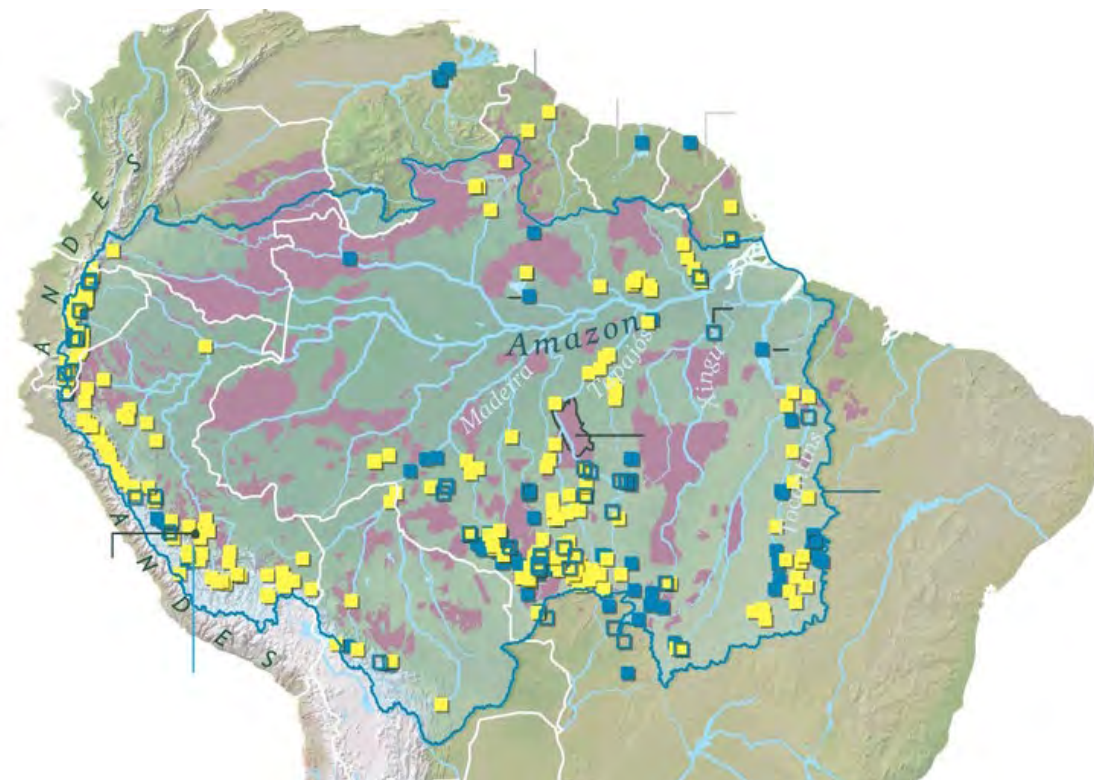 ANDES
Amazon
Madeira
Tapajós
Xingu
Tocantins
ANDES